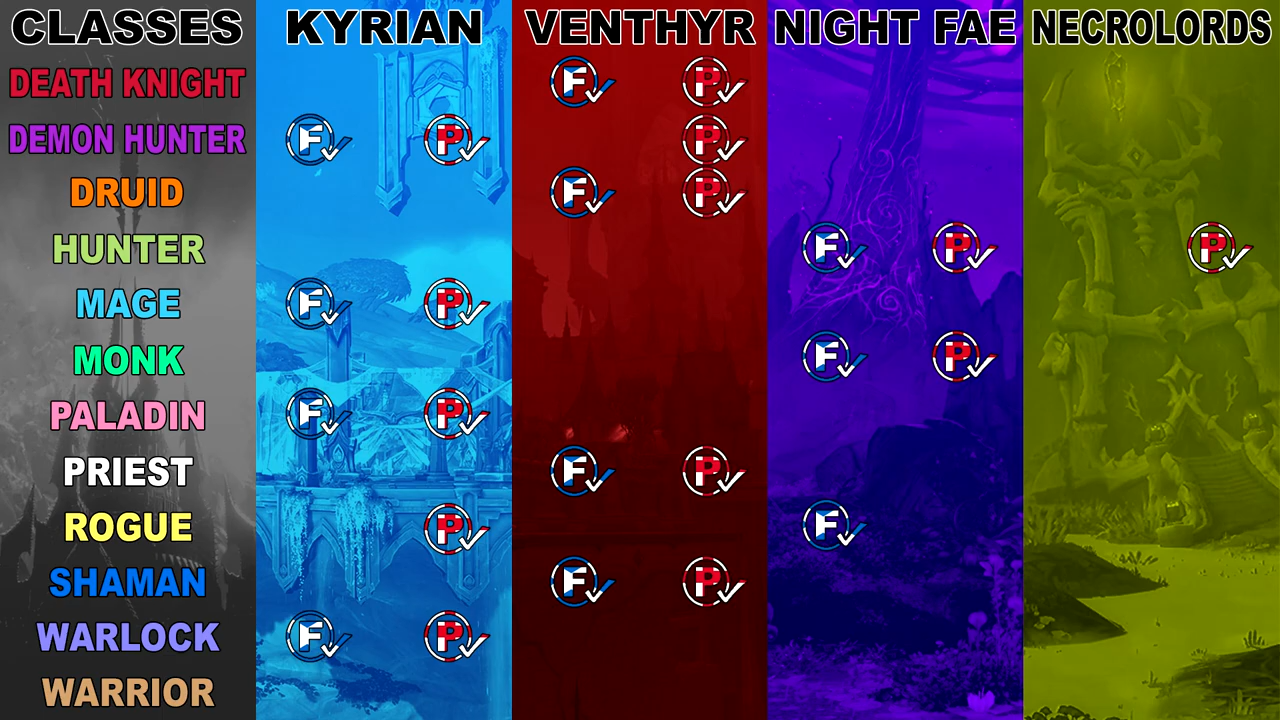 CLASSES KYRIAN VENTHYR NIGHT FAE NECROLORDS
DEATH KNIGHT F P
DEMON HUNTER F P P
DRUID F P
HUNTER F P P
MAGE F P
MONK F P
PALADIN F P
PRIEST F P
ROGUE P F
SHAMAN F P
WARLOCK F P
WARRIOR